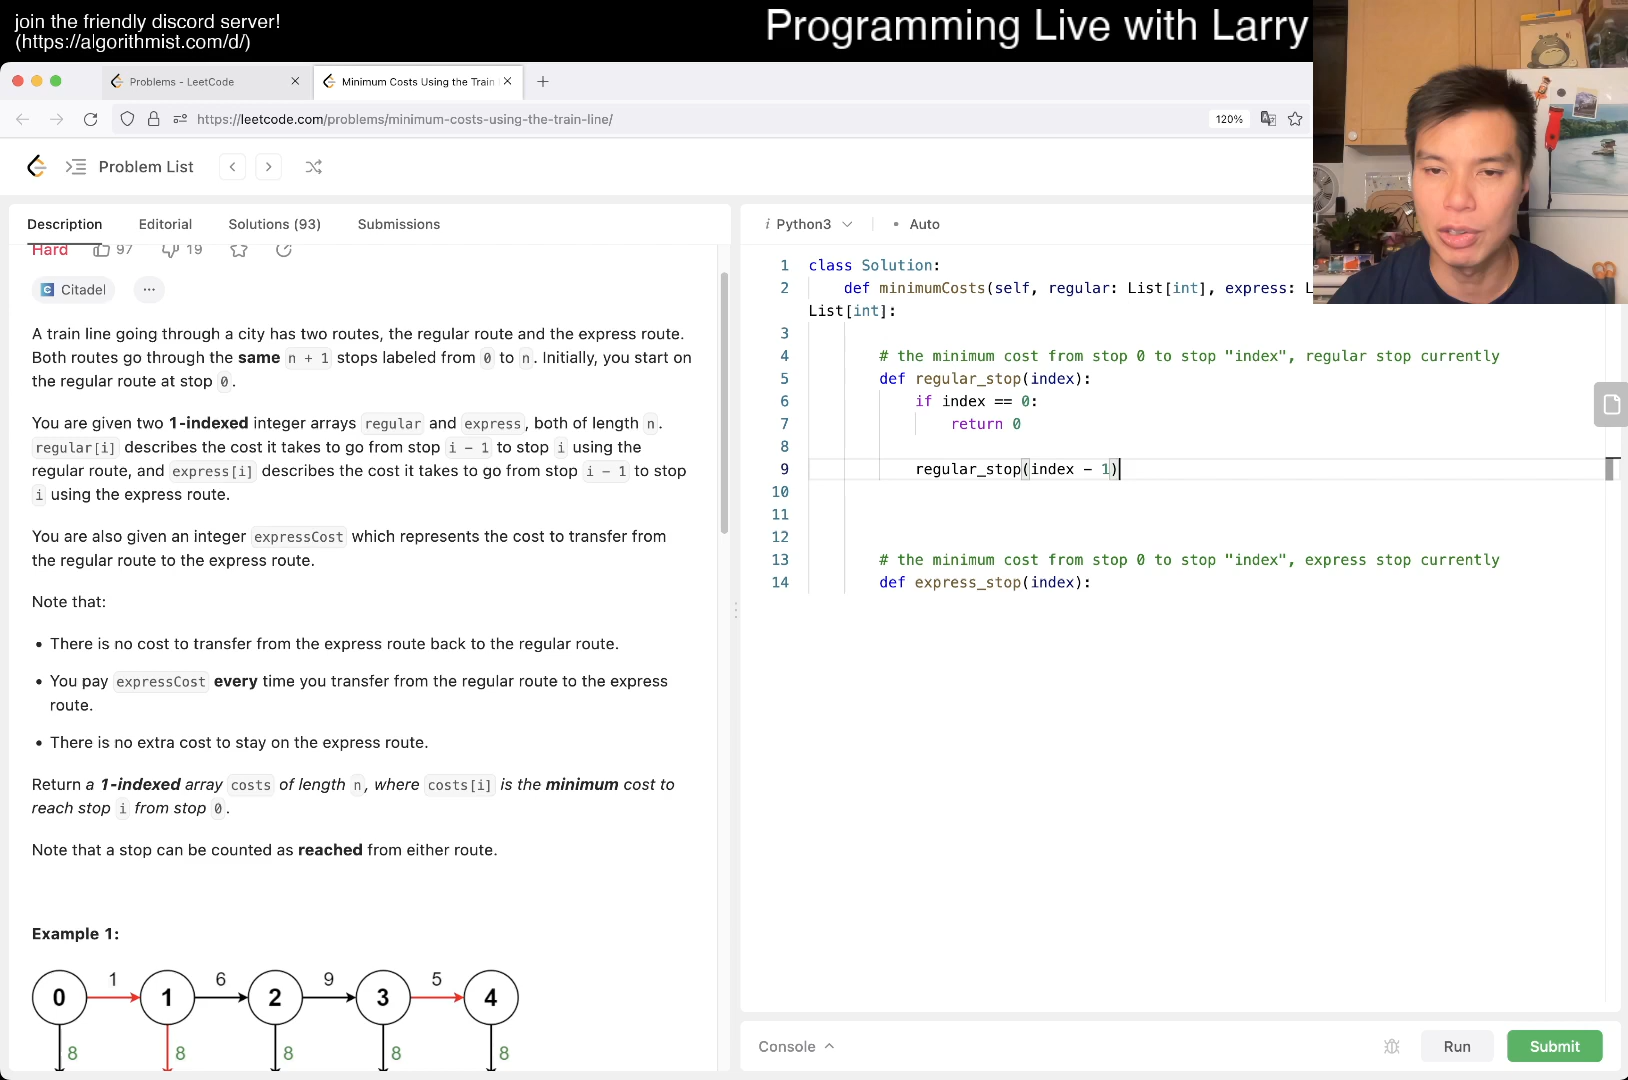 join the friendly discord server!
(https://algorithmist.com/d/)
Programming Live with Larry
Problems - LeetCode
Minimum Costs Using the Train
https://leetcode.com/problems/minimum-costs-using-the-train-line/
120%
Problem List
Description
Editorial
Solutions (93)
Submissions
Hard
97
19
Citadel
A train line going through a city has two routes, the regular route and the express route.
Both routes go through the same n + 1 stops labeled from 0 to n. Initially, you start on
the regular route at stop 0.
You are given two 1-indexed integer arrays regular and express, both of length n.
regular[i] describes the cost it takes to go from stop i - 1 to stop i using the
regular route, and express[i] describes the cost it takes to go from stop i - 1 to stop
i using the express route.
You are also given an integer expressCost which represents the cost to transfer from
the regular route to the express route.
Note that:
• There is no cost to transfer from the express route back to the regular route.
• You pay expressCost every time you transfer from the regular route to the express
route.
• There is no extra cost to stay on the express route.
Return a 1-indexed array costs of length n, where costs[i] is the minimum cost to
reach stop i from stop 0.
Note that a stop can be counted as reached from either route.
Example 1:
1 6 9 5
0 1 2 3 4
8 8 8 8 8
i Python3
Auto
1 class Solution:
2 def minimumCosts(self, regular: List[int], express: L
List[int]:
3
4 # the minimum cost from stop 0 to stop "index", regular stop currently
5 def regular_stop(index):
6 if index == 0:
7 return 0
8
9 regular_stop(index - 1)
10
11
12
13 # the minimum cost from stop 0 to stop "index", express stop currently
14 def express_stop(index):
Console
Run
Submit